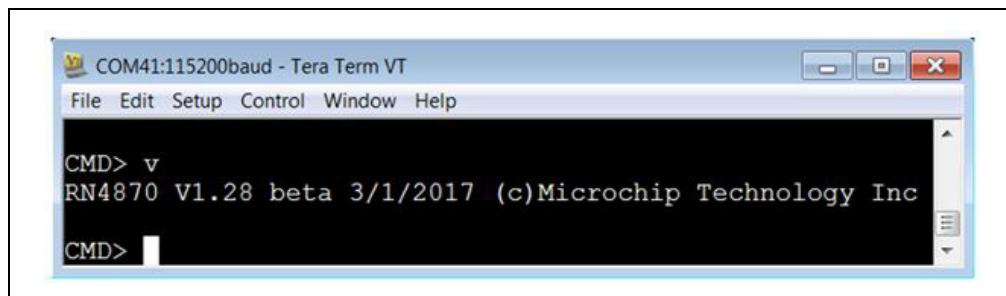 COM41:115200baud - Tera Term VT
File Edit Setup Control Window Help
CMD> v
RN4870 V1.28 beta 3/1/2017 (c)Microchip Technology Inc
CMD>